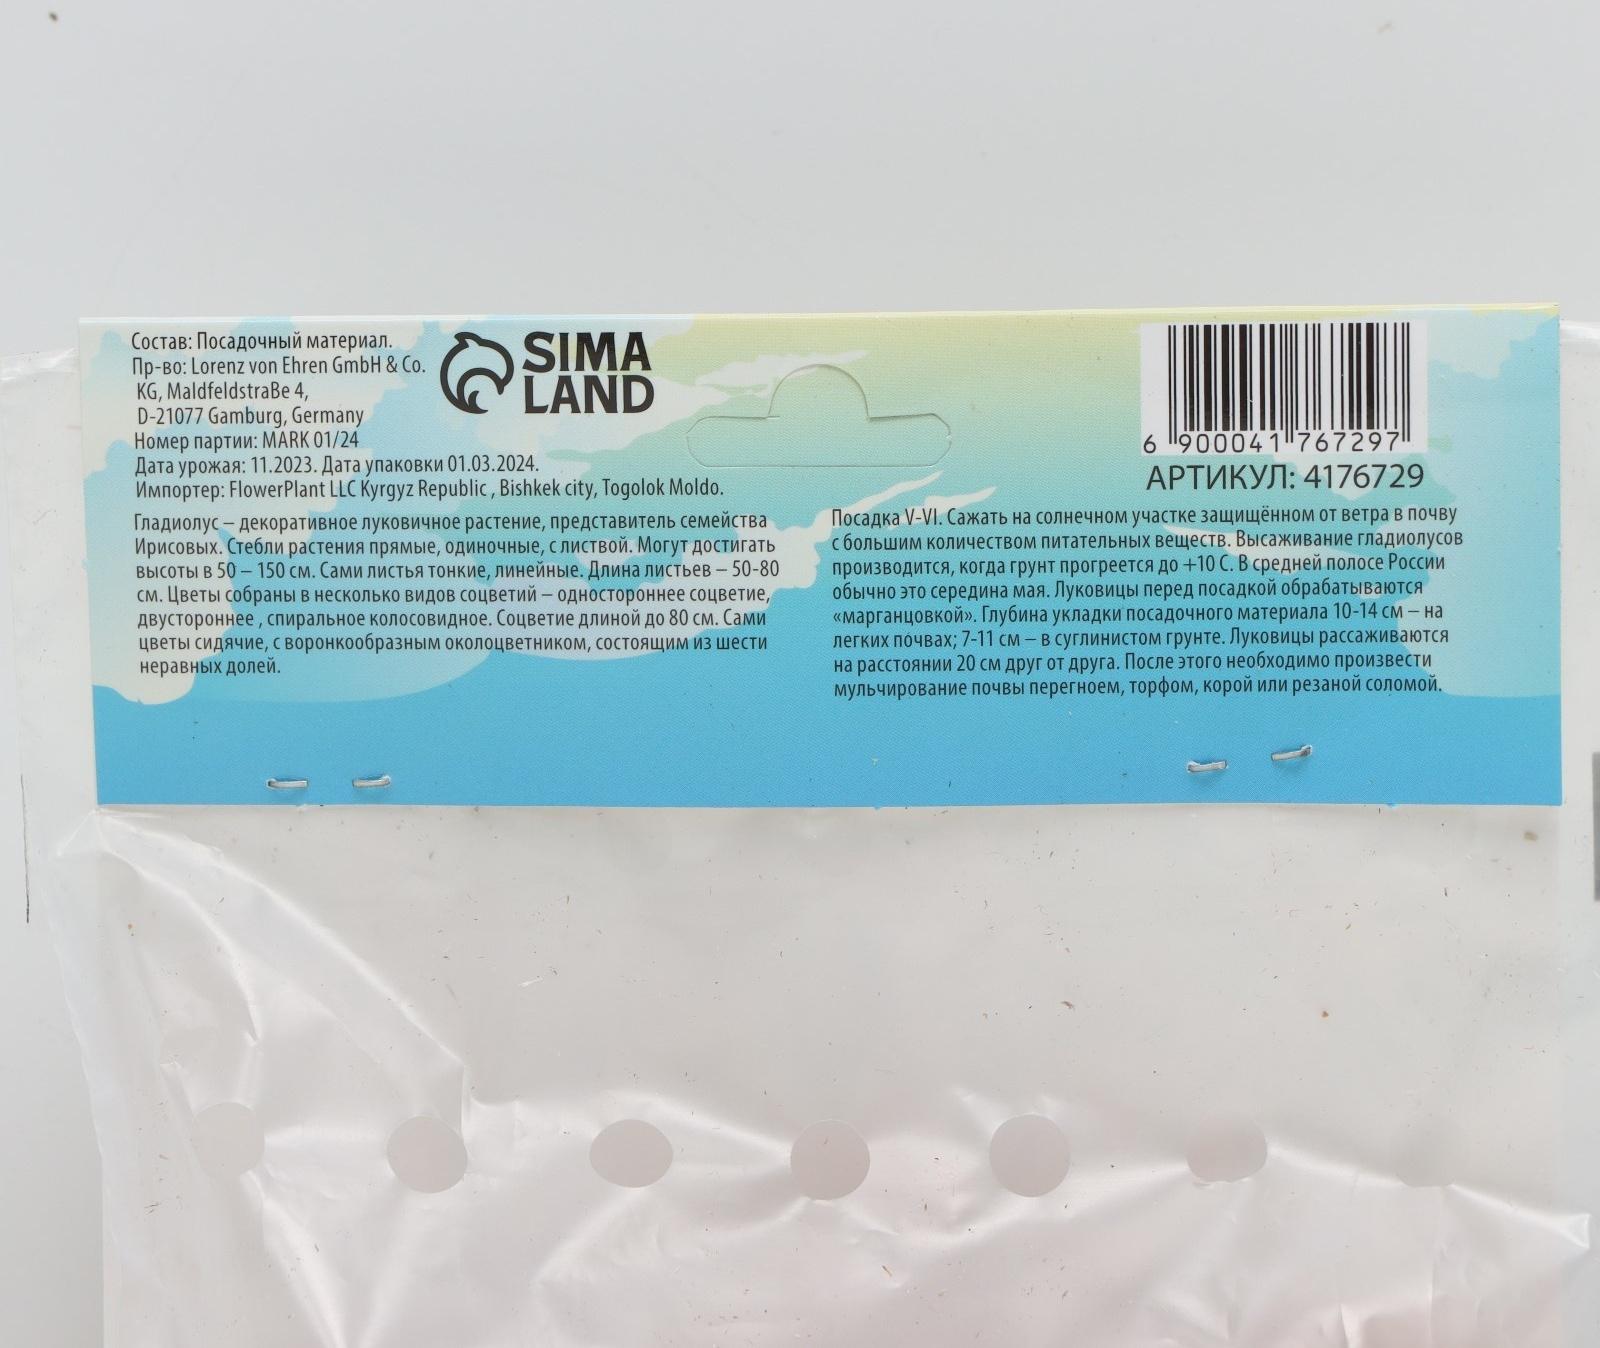 Состав: Посадочный материал.
Пр-во: Lorenz von Ehren GmbH & Co.
KG, Maldfeldstraße 4,
D-21077 Gamburg, Germany
Номер партии: MARK 01/24
Дата урожая: 11.2023. Дата упаковки 01.03.2024.
Импортер: FlowerPlant LLC Kyrgyz Republic , Bishkek city, Togolok Moldo.
SIMA
LAND
Гладиолус – декоративное луковичное растение, представитель семейства
Ирисовых. Стебли растения прямые, одиночные, с листвой. Могут достигать
высоты в 50 – 150 см. Сами листья тонкие, линейные. Длина листьев – 50-80
см. Цветы собраны в несколько видов соцветий – одностороннее соцветие,
двустороннее , спиральное колосовидное. Соцветие длиной до 80 см. Сами
цветы сидячие, с воронкообразным околоцветником, состоящим из шести
неравных долей.
6 900041 767297
АРТИКУЛ: 4176729
Посадка V-VI. Сажать на солнечном участке защищённом от ветра в почву
с большим количеством питательных веществ. Высаживание гладиолусов
производится, когда грунт прогреется до +10 С. В средней полосе России
обычно это середина мая. Луковицы перед посадкой обрабатываются
«марганцовкой». Глубина укладки посадочного материала 10-14 см – на
легких почвах; 7-11 см – в суглинистом грунте. Луковицы рассаживаются
на расстоянии 20 см друг от друга. После этого необходимо произвести
мульчирование почвы перегноем, торфом, корой или резаной соломой.